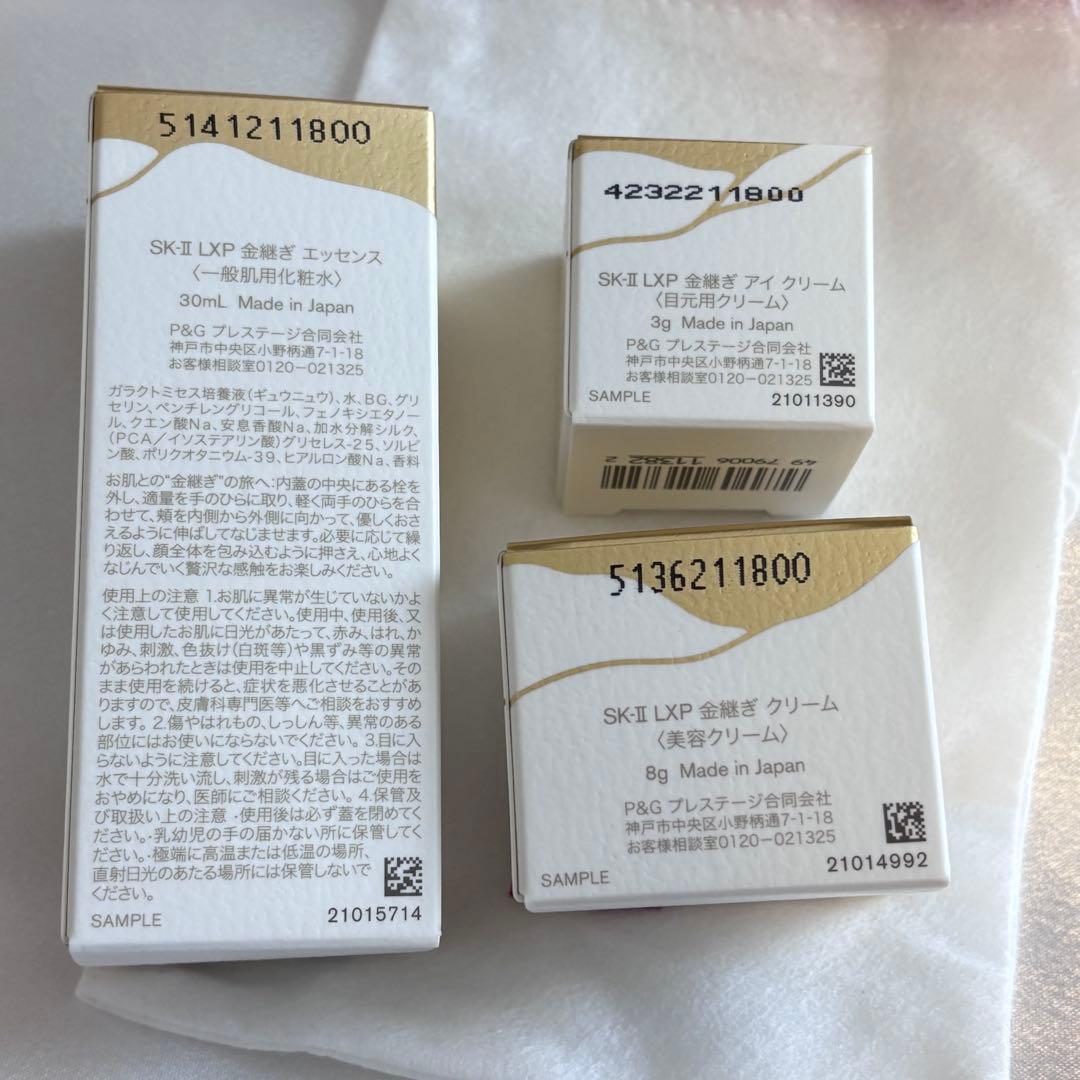 5141211800
SK-II LXP 金継ぎ エッセンス
〈一般肌用化粧水〉
30mL Made in Japan
P&G プレステージ合同会社
神戸市中央区小野柄通7-1-18
お客様相談室0120-021325
ガラクトミセス培養液(ギュウニュウ)、水、BG、グリ
セリン、ペンチレングリコール、フェノキシエタノー
ル、クエン酸Na、安息香酸Na、加水分解シルク、
(PCA/イソステアリン酸)グリセレス-25、ソルビ
ン酸、ポリクオタニウム-39、ヒアルロン酸Na、香料
お肌との“金継ぎ”の旅へ:内蓋の中央にある栓を
外し、適量を手のひらに取り、軽く両手のひらを合
わせて、頬を内側から外側に向かって、優しくおさ
えるように伸ばしてなじませます。必要に応じて繰
り返し、顔全体を包み込むように押さえ、心地よく
なじんでいく贅沢な感触をお楽しみください。
使用上の注意 1.お肌に異常が生じていないかよ
く注意して使用してください。使用中、使用後、又
は使用したお肌に日光があたって、赤み、はれ、か
ゆみ、刺激、色抜け(白斑等)や黒ずみ等の異常
があらわれたときは使用を中止してください。その
まま使用を続けると、症状を悪化させることがあ
りますので、皮膚科専門医等へご相談をおすすめ
します。 2.傷やはれもの、しっしん等、異常のある
部位にはお使いにならないでください。 3.目に入
らないように注意してください。目に入った場合は
水で十分洗い流し、刺激が残る場合はご使用を
おやめになり、医師にご相談ください。 4.保管及
び取扱い上の注意 ・使用後は必ず蓋を閉めてく
ださい。・乳幼児の手の届かない所に保管してく
ださい。・極端に高温または低温の場所、
直射日光のあたる場所には保管しないで
ください。
SAMPLE
21015714
4232211800
SK-II LXP 金継ぎ アイ クリーム
〈目元用クリーム〉
3g Made in Japan
P&G プレステージ合同会社
神戸市中央区小野柄通7-1-18
お客様相談室0120-021325
SAMPLE
21011390
49 79006 11382 2
5136211800
SK-II LXP 金継ぎ クリーム
〈美容クリーム〉
8g Made in Japan
P&G プレステージ合同会社
神戸市中央区小野柄通7-1-18
お客様相談室0120-021325
SAMPLE
21014992